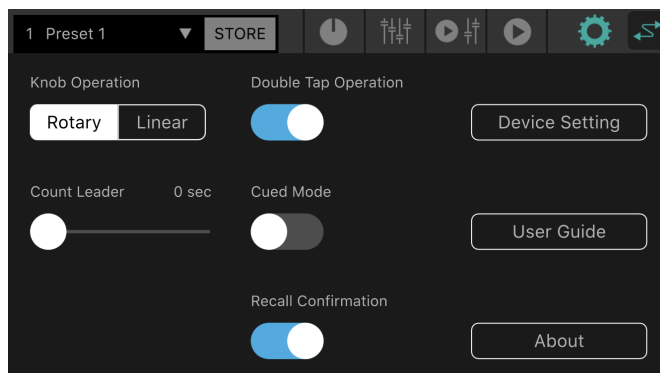 1 Preset 1 ▼ STORE
Knob Operation
Double Tap Operation
Rotary Linear
Device Setting
Count Leader 0 sec
Cued Mode
User Guide
Recall Confirmation
About